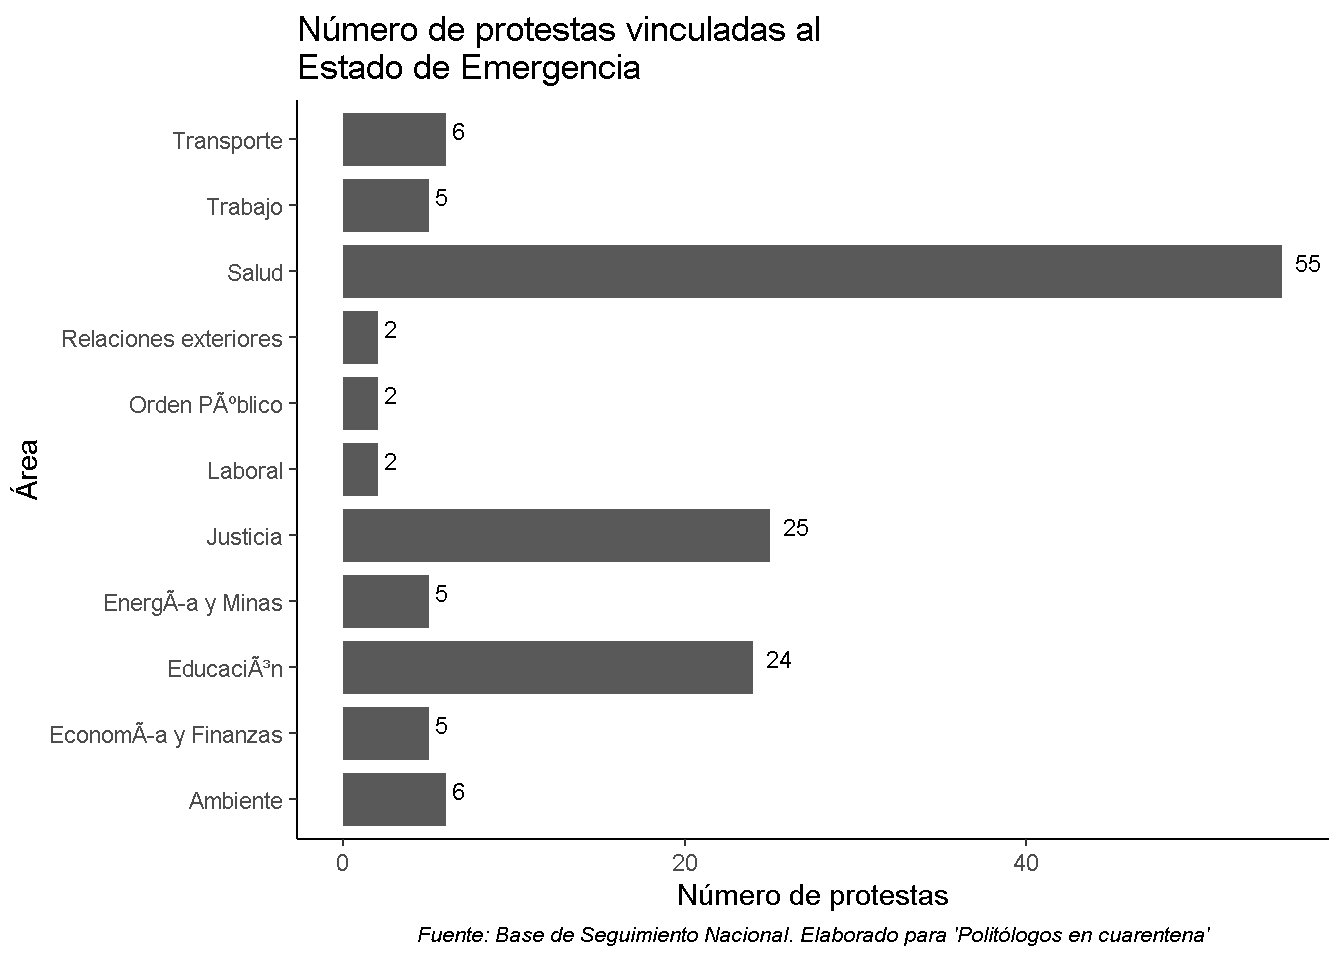 Número de protestas vinculadas al
Estado de Emergencia
Transporte 6
Trabajo 5
Salud 55
Relaciones exteriores 2
Orden PÃºblico 2
Laboral 2
Justicia 25
EnergÃ-a y Minas 5
EducaciÃ³n 24
EconomÃ-a y Finanzas 5
Ambiente 6
Área
0 20 40
Número de protestas
Fuente: Base de Seguimiento Nacional. Elaborado para 'Politólogos en cuarentena'